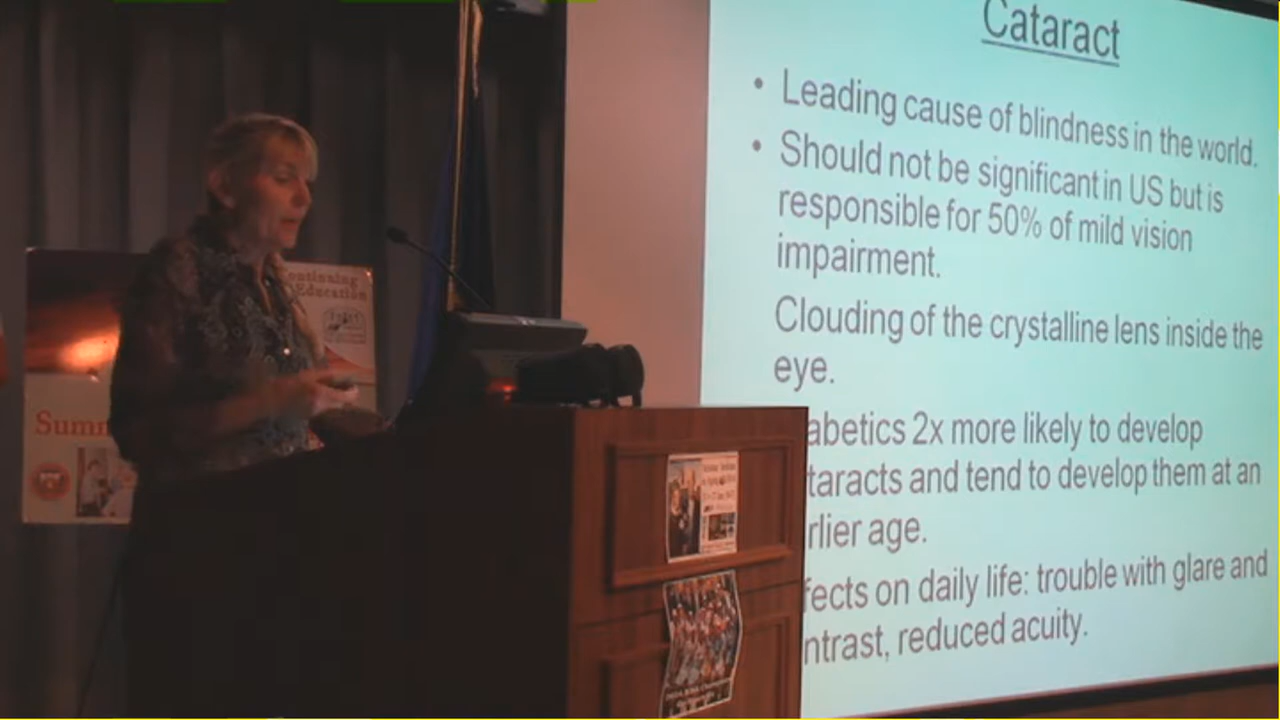 Cataract
• Leading cause of blindness in the world.
• Should not be significant in US but is
responsible for 50% of mild vision
impairment.
Clouding of the crystalline lens inside the
eye.
abetics 2x more likely to develop
taracts and tend to develop them at an
rlier age.
fects on daily life: trouble with glare and
ntrast, reduced acuity.
ontinuing
Education
Summ